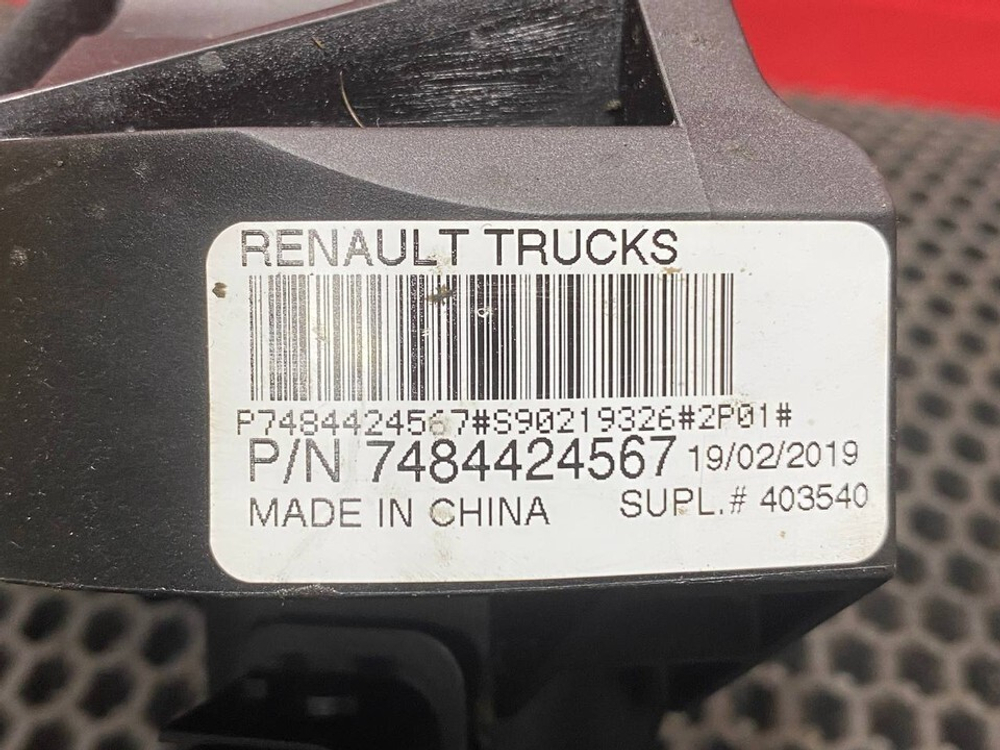 RENAULT TRUCKS
P7484424567#S90219326#2P01#
P/N 7484424567 19/02/2019
MADE IN CHINA SUPL.# 403540